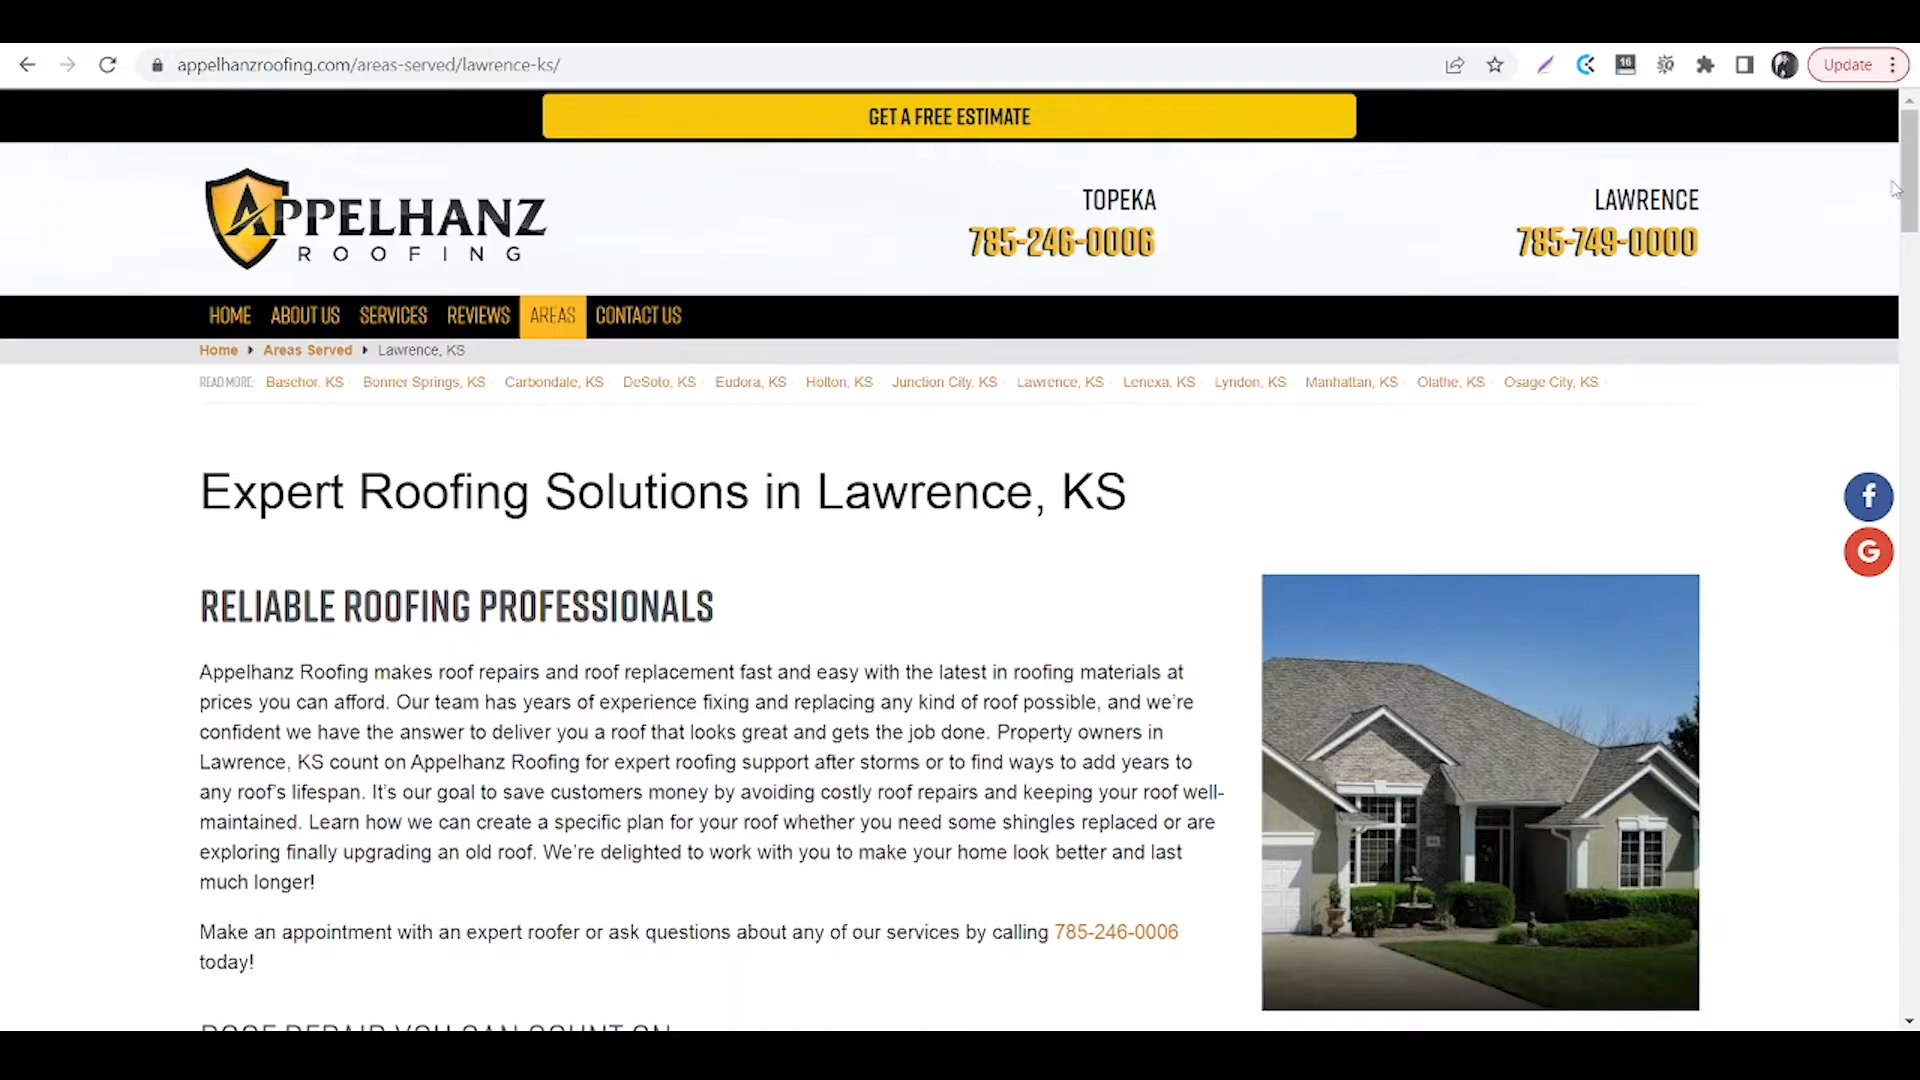 appelhanzroofing.com/areas-served/lawrence-ks/
16
Update
GET A FREE ESTIMATE
APPELHANZ
ROOFING
TOPEKA
785-246-0006
LAWRENCE
785-749-0000
HOME ABOUT US SERVICES REVIEWS AREAS CONTACT US
Home Areas Served Lawrence, KS
READ MORE: Basehor, KS Bonner Springs, KS Carbondale, KS DeSoto, KS Eudora, KS Holton, KS Junction City, KS Lawrence, KS Lenexa, KS Lyndon, KS Manhattan, KS Olathe, KS Osage City, KS
Expert Roofing Solutions in Lawrence, KS
f
G
RELIABLE ROOFING PROFESSIONALS
Appelhanz Roofing makes roof repairs and roof replacement fast and easy with the latest in roofing materials at
prices you can afford. Our team has years of experience fixing and replacing any kind of roof possible, and we’re
confident we have the answer to deliver you a roof that looks great and gets the job done. Property owners in
Lawrence, KS count on Appelhanz Roofing for expert roofing support after storms or to find ways to add years to
any roof’s lifespan. It’s our goal to save customers money by avoiding costly roof repairs and keeping your roof well-
maintained. Learn how we can create a specific plan for your roof whether you need some shingles replaced or are
exploring finally upgrading an old roof. We’re delighted to work with you to make your home look better and last
much longer!
Make an appointment with an expert roofer or ask questions about any of our services by calling 785-246-0006
today!
ROOF REPAIR YOU CAN COUNT ON